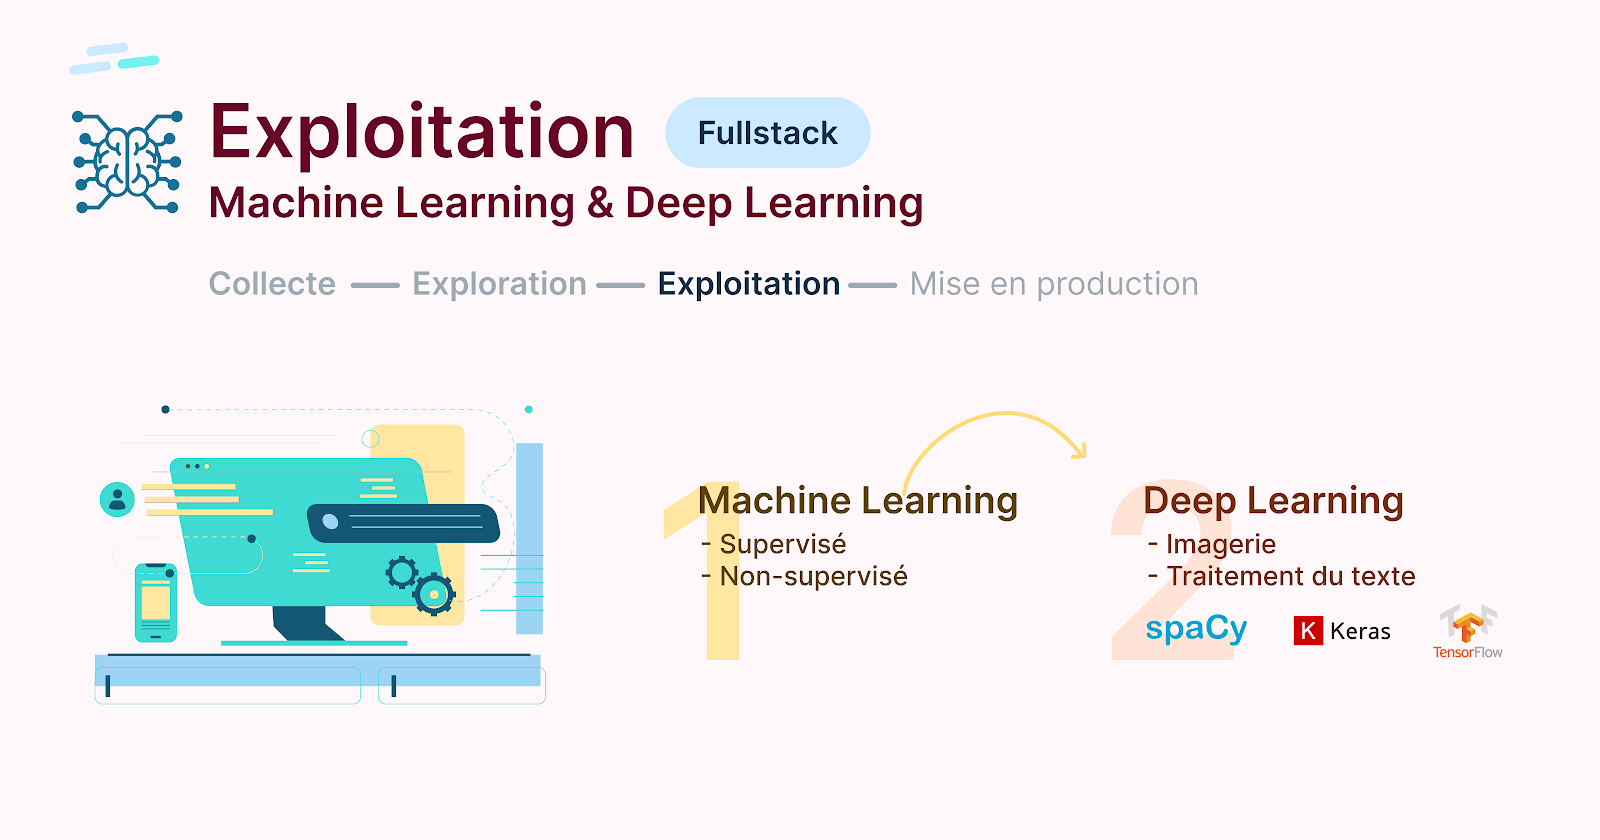 Exploitation
Fullstack
Machine Learning & Deep Learning
Collecte — Exploration — Exploitation — Mise en production
1
Machine Learning
- Supervisé
- Non-supervisé
2
Deep Learning
- Imagerie
- Traitement du texte
spaCy
K Keras
TensorFlow